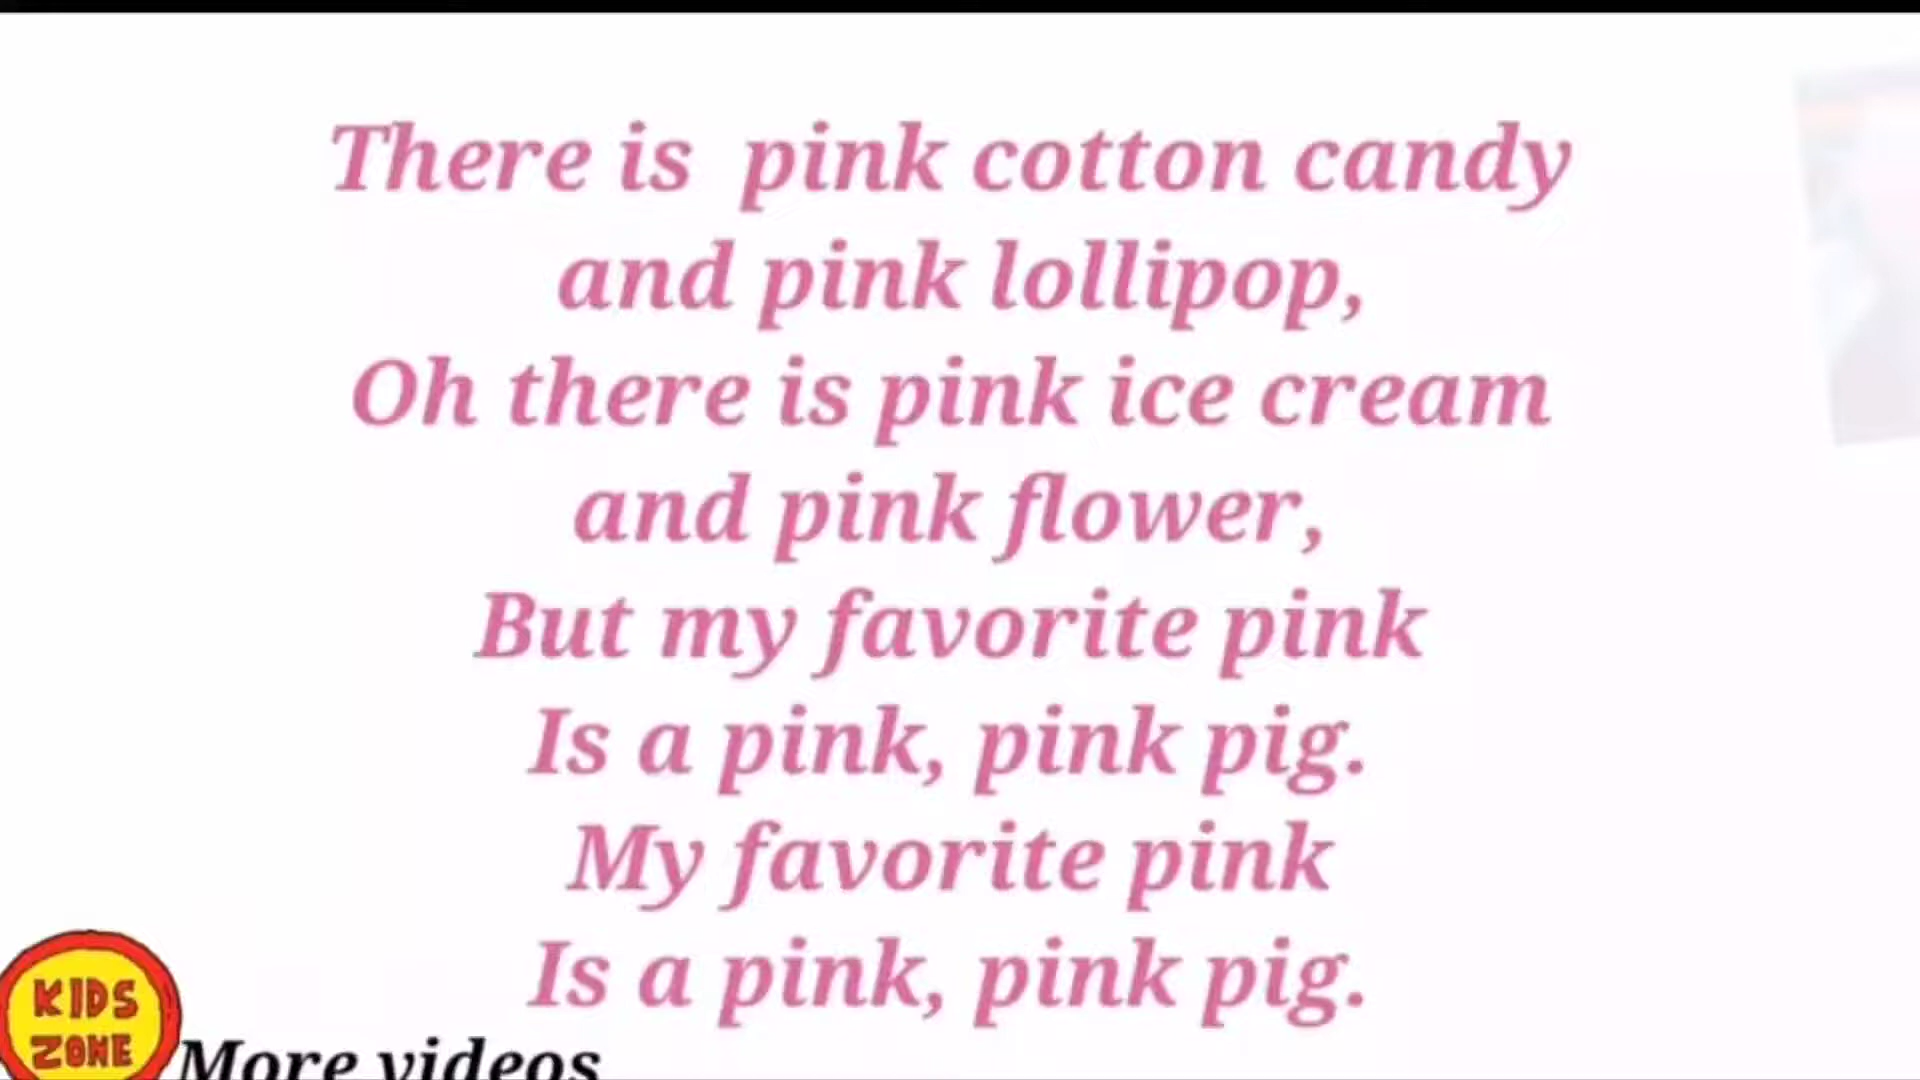 There is  pink cotton candy
and pink lollipop,
Oh there is pink ice cream
and pink flower,
But my favorite pink
Is a pink, pink pig.
My favorite pink
Is a pink, pink pig.
KIDS
ZONE
More videos